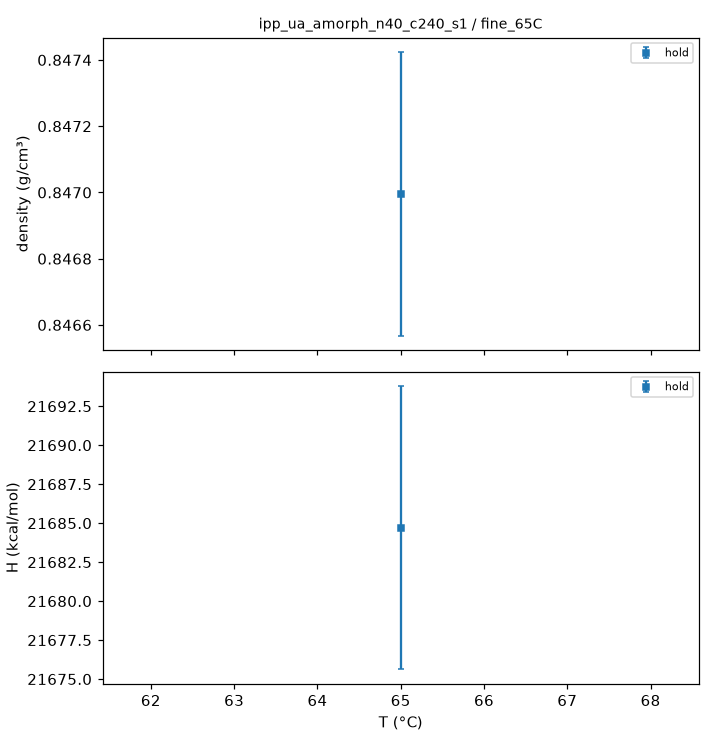 ipp_ua_amorph_n40_c240_s1 / fine_65C
hold
0.8474
0.8472
0.8470
0.8468
0.8466
density (g/cm³)
hold
21692.5
21690.0
21687.5
21685.0
21682.5
21680.0
21677.5
21675.0
H (kcal/mol)
62 63 64 65 66 67 68
T (°C)